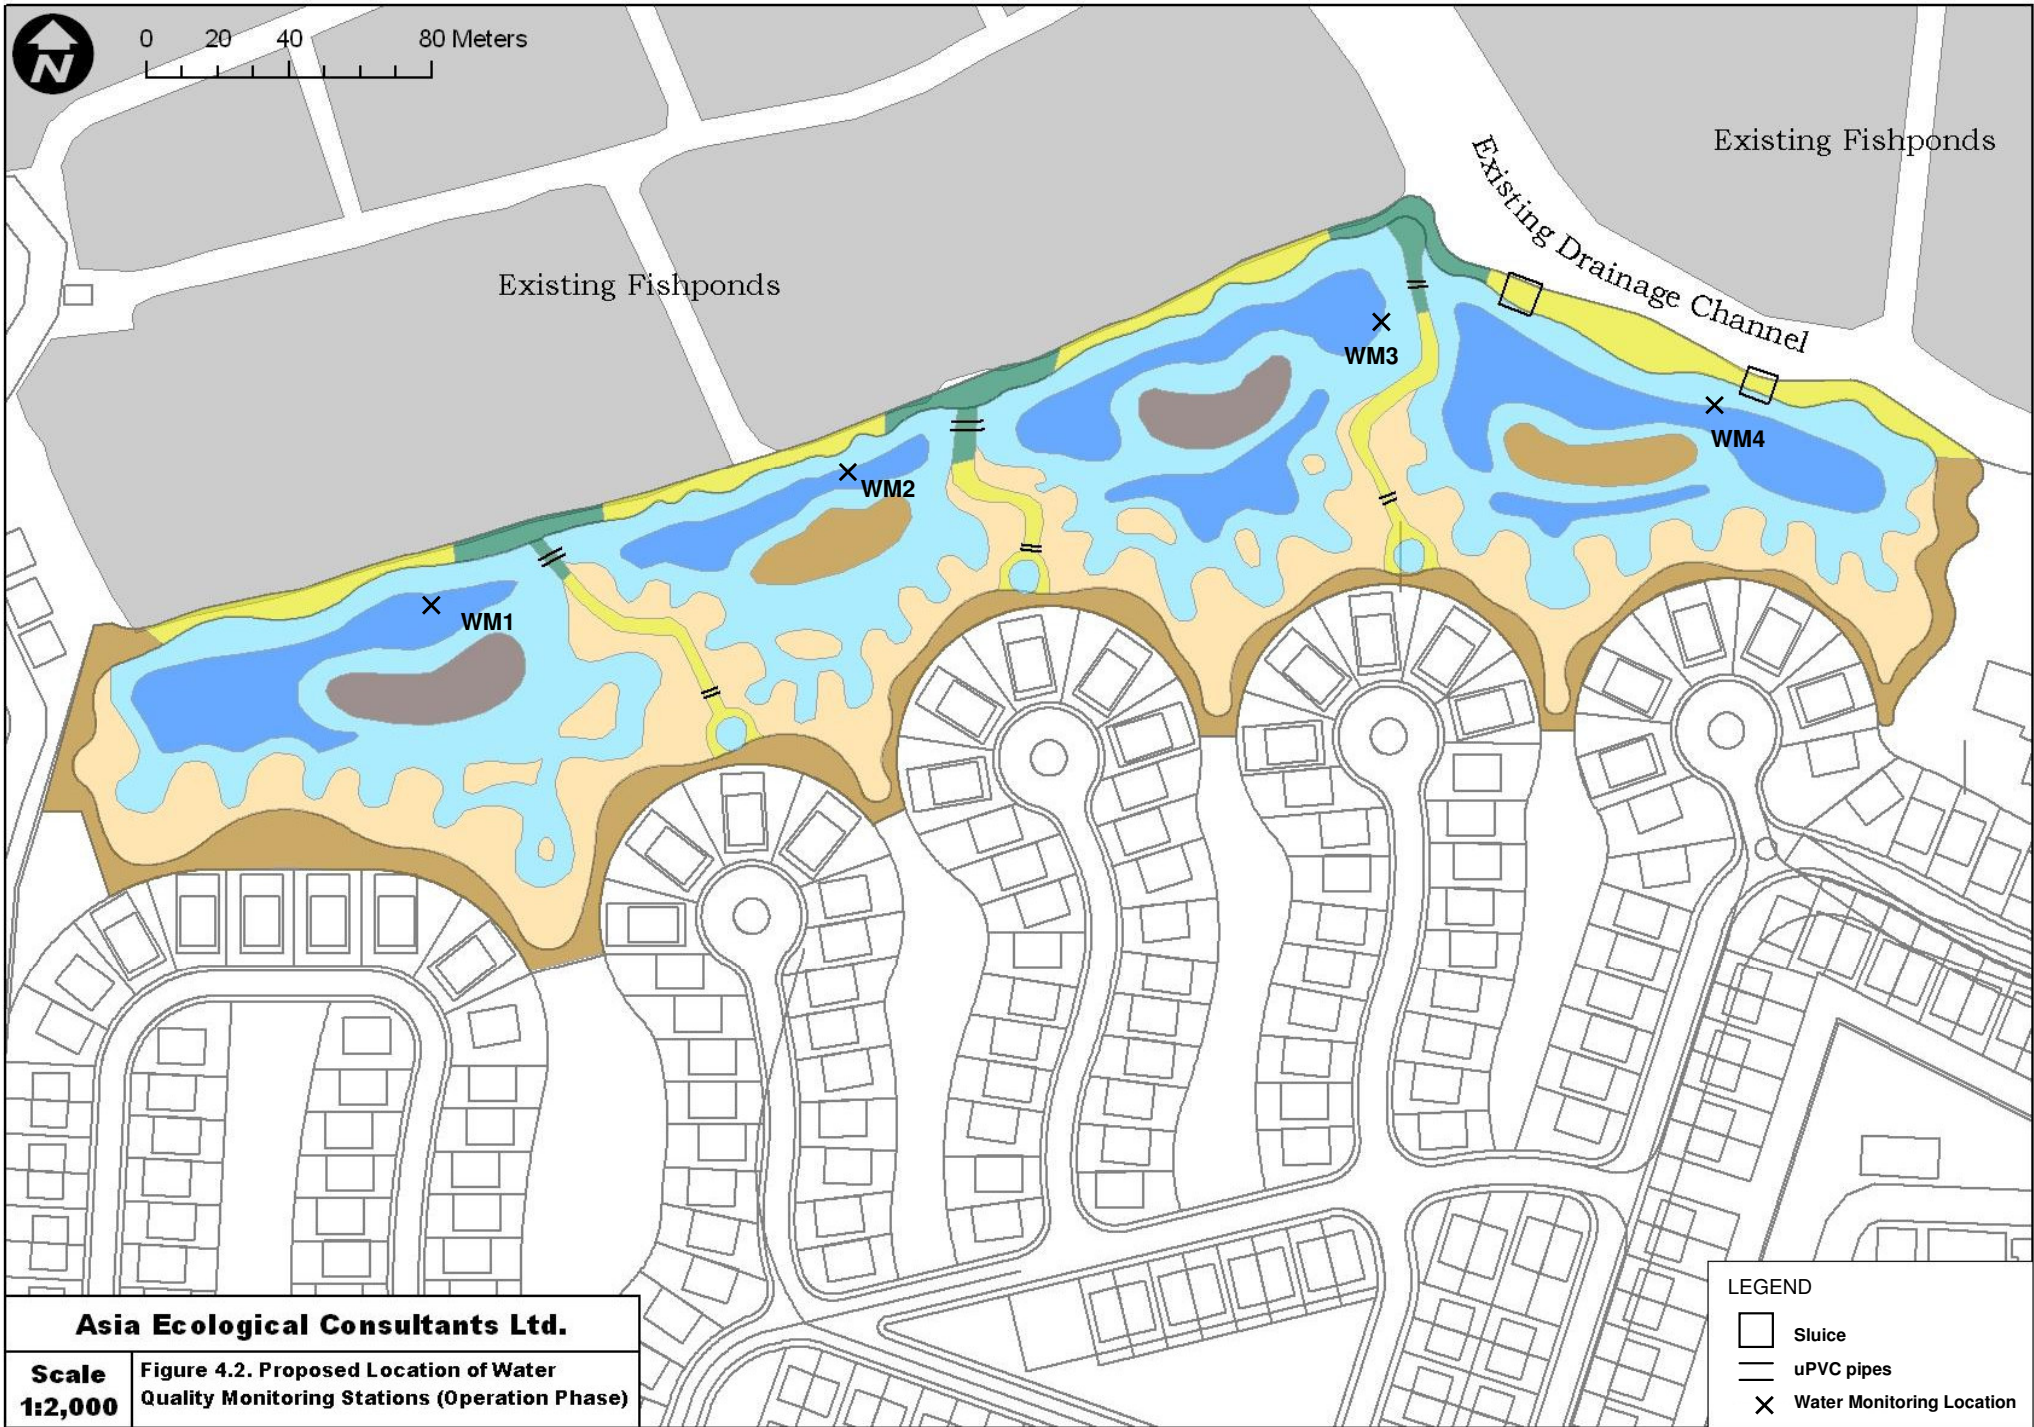 N
0 20 40 80 Meters
Existing Fishponds
Existing Fishponds
Existing Drainage Channel
WM3
WM4
WM2
WM1
Asia Ecological Consultants Ltd.
Scale
1:2,000
Figure 4.2. Proposed Location of Water
Quality Monitoring Stations (Operation Phase)
LEGEND
Sluice
uPVC pipes
Water Monitoring Location